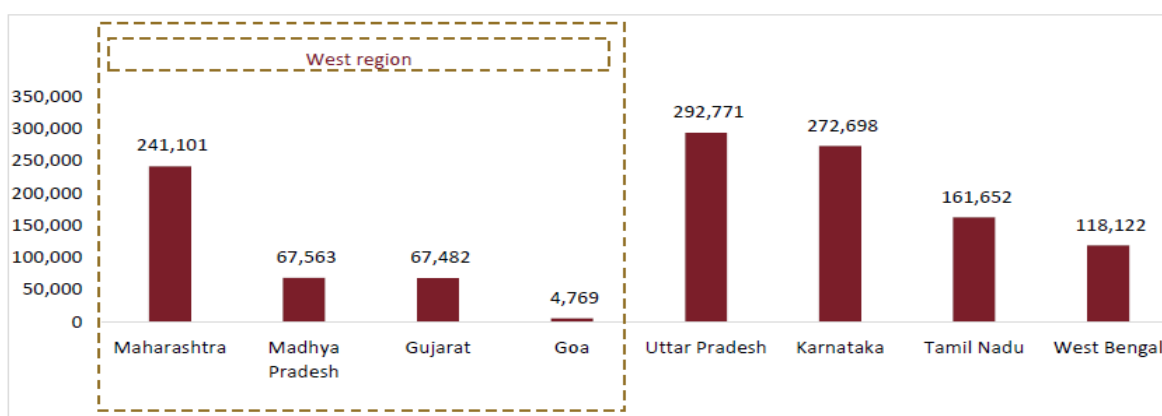 West region
350,000
300,000
250,000
200,000
150,000
100,000
50,000
0
241,101
67,563
67,482
4,769
292,771
272,698
161,652
118,122
Maharashtra
Madhya
Pradesh
Gujarat
Goa
Uttar Pradesh
Karnataka
Tamil Nadu
West Bengal